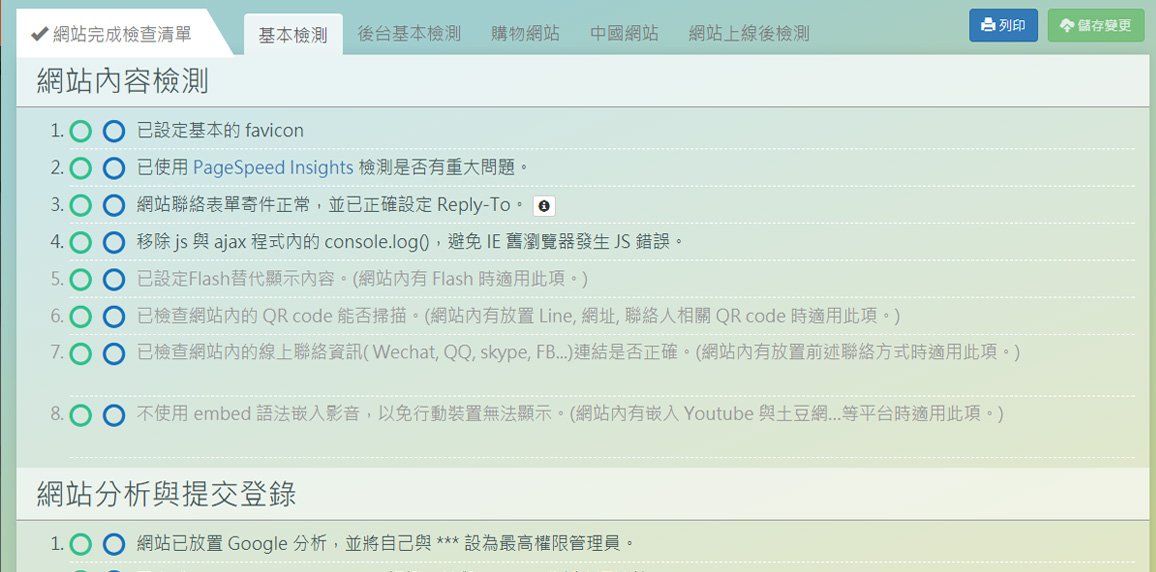 網站完成檢查清單
基本檢測 後台基本檢測 購物網站 中國網站 網站上線後檢測
列印 儲存變更
網站內容檢測
1. 已設定基本的 favicon
2. 已使用 PageSpeed Insights 檢測是否有重大問題。
3. 網站聯絡表單寄件正常，並已正確設定 Reply-To。
4. 移除 js 與 ajax 程式內的 console.log()，避免 IE 舊瀏覽器發生 JS 錯誤。
5. 已設定Flash替代顯示內容。(網站內有 Flash 時適用此項。)
6. 已檢查網站內的 QR code 能否掃描。(網站內有放置 Line, 網址, 聯絡人相關 QR code 時適用此項。)
7. 已檢查網站內的線上聯絡資訊( Wechat, QQ, skype, FB...)連結是否正確。(網站內有放置前述聯絡方式時適用此項。)
8. 不使用 embed 語法嵌入影音，以免行動裝置無法顯示。(網站內有嵌入 Youtube 與土豆網...等平台時適用此項。)
網站分析與提交登錄
1. 網站已放置 Google 分析，並將自己與 *** 設為最高權限管理員。